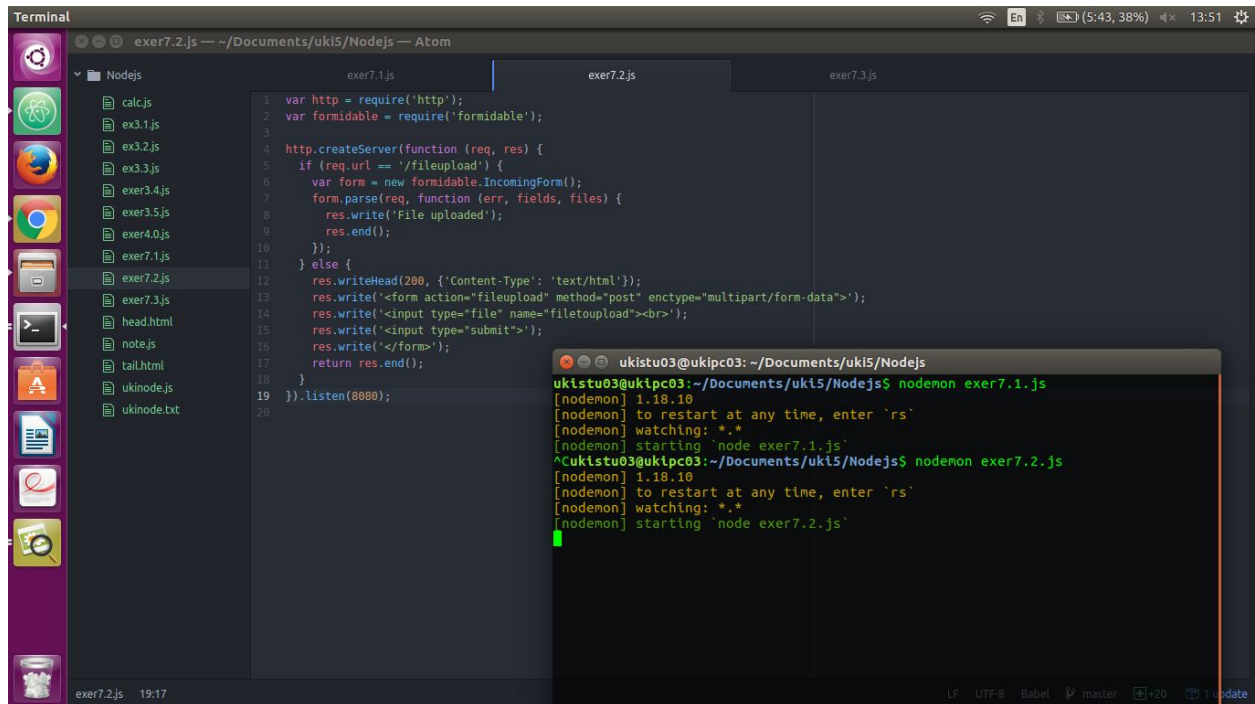 Terminal
En
(5:43, 38%)
13:51
exer7.2.js — ~/Documents/uki5/Nodejs — Atom
Nodejs
calc.js
ex3.1.js
ex3.2.js
ex3.3.js
exer3.4.js
exer3.5.js
exer4.0.js
exer7.1.js
exer7.2.js
exer7.3.js
head.html
note.js
tail.html
ukinode.js
ukinode.txt
exer7.1.js
exer7.2.js
exer7.3.js
1 var http = require('http');
2 var formidable = require('formidable');
3
4 http.createServer(function (req, res) {
5 if (req.url == '/fileupload') {
6 var form = new formidable.IncomingForm();
7 form.parse(req, function (err, fields, files) {
8 res.write('File uploaded');
9 res.end();
10 });
11 } else {
12 res.writeHead(200, {'Content-Type': 'text/html'});
13 res.write('<form action="fileupload" method="post" enctype="multipart/form-data">');
14 res.write('<input type="file" name="filetoupload"><br>');
15 res.write('<input type="submit">');
16 res.write('</form>');
17 return res.end();
18 }
19 }).listen(8080);
20
ukistu03@ukipc03: ~/Documents/uki5/Nodejs
ukistu03@ukipc03:~/Documents/uki5/Nodejs$ nodemon exer7.1.js
[nodemon] 1.18.10
[nodemon] to restart at any time, enter `rs`
[nodemon] watching: *.*
[nodemon] starting `node exer7.1.js`
^Cukistu03@ukipc03:~/Documents/uki5/Nodejs$ nodemon exer7.2.js
[nodemon] 1.18.10
[nodemon] to restart at any time, enter `rs`
[nodemon] watching: *.*
[nodemon] starting `node exer7.2.js`
exer7.2.js 19:17
LF UTF-8 Babel master +20 1 update